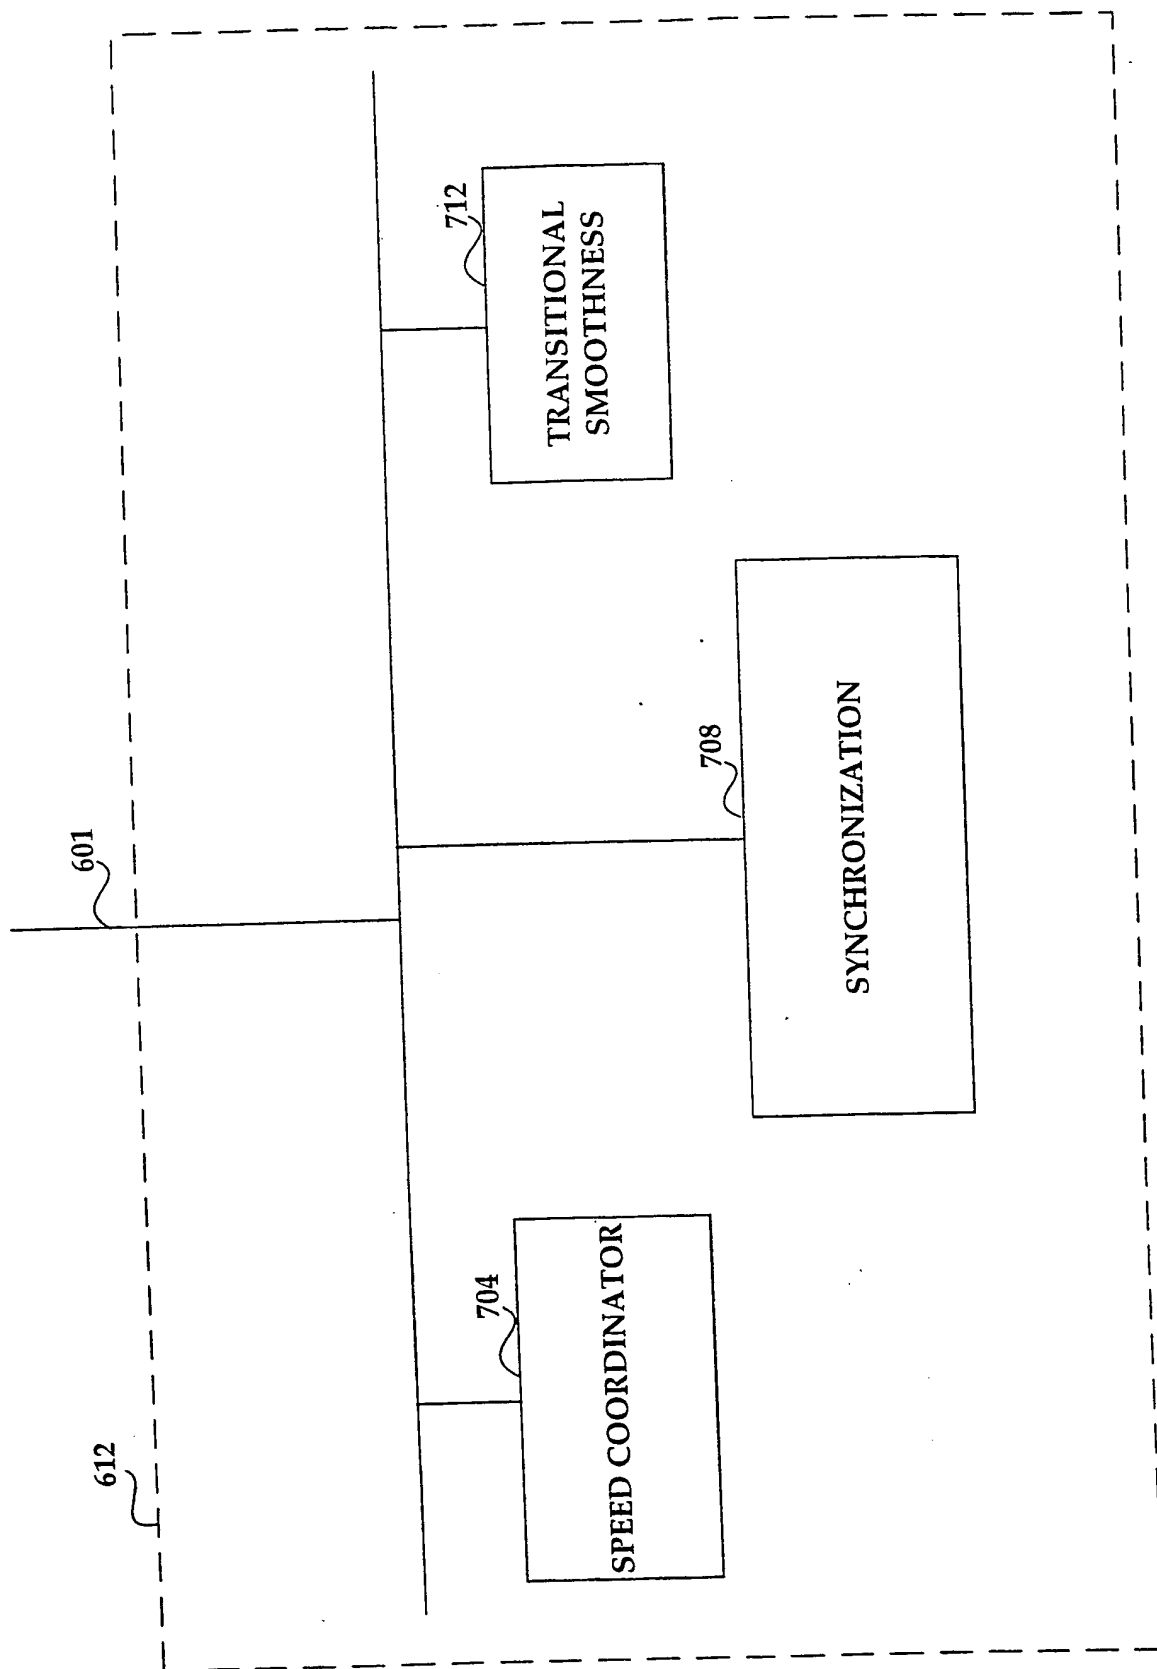 612
601
704
SPEED COORDINATOR
708
SYNCHRONIZATION
712
TRANSITIONAL
SMOOTHNESS